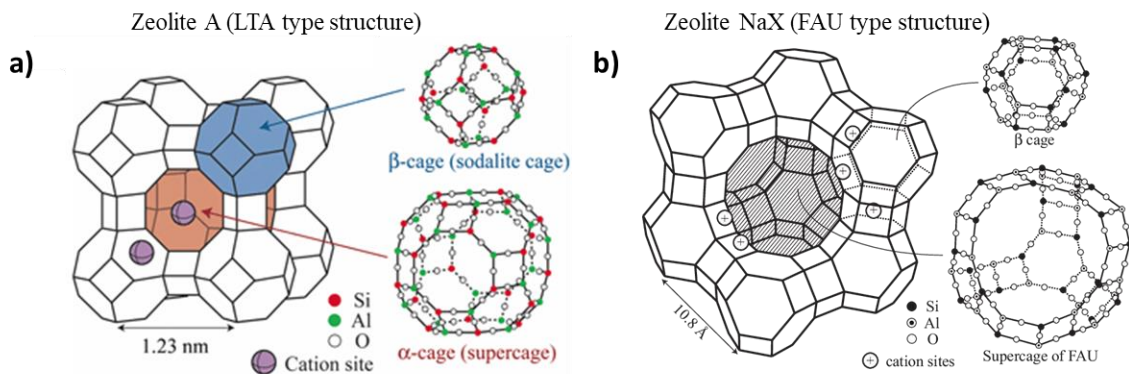 Zeolite A (LTA type structure)
a)
β-cage (sodalite cage)
Si
Al
O
Cation site
1.23 nm
α-cage (supercage)
Zeolite NaX (FAU type structure)
b)
β cage
10.8 Å
Si
Al
O
cation sites
Supercage of FAU